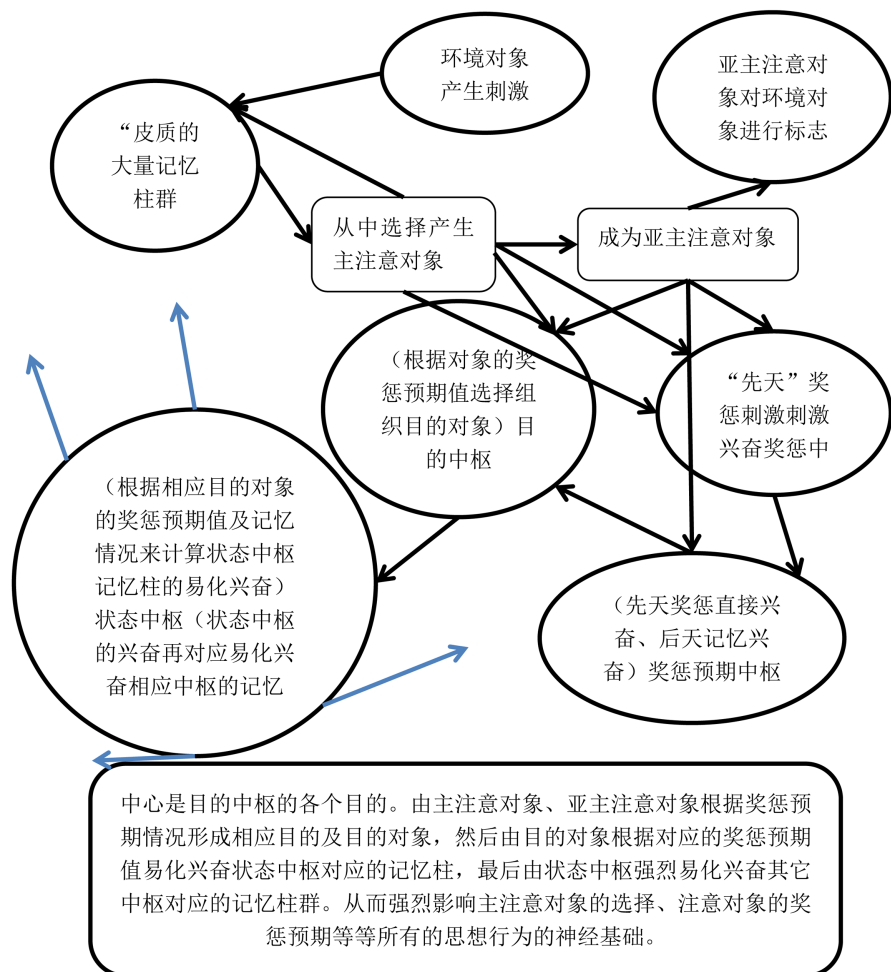 环境对象
产生刺激
亚主注意对
象对环境对
象进行标志
“皮质的
大量记忆
柱群
从中选择产生
主注意对象
成为亚主注意对象
（根据对象的奖
惩预期值选择组
织目的对象）目
的中枢
“先天”奖
惩刺激刺激
兴奋奖惩中
（根据相应目的对象
的奖惩预期值及记忆
情况来计算状态中枢
记忆柱的易化兴奋）
状态中枢（状态中枢
的兴奋再对应易化兴
奋相应中枢的记忆
（先天奖惩直接兴
奋、后天记忆兴
奋）奖惩预期中枢
中心是目的中枢的各个目的。由主注意对象、亚主注意对象根据奖惩预
期情况形成相应目的及目的对象，然后由目的对象根据对应的奖惩预期
值易化兴奋状态中枢对应的记忆柱，最后由状态中枢强烈易化兴奋其它
中枢对应的记忆柱群。从而强烈影响主注意对象的选择、注意对象的奖
惩预期等等所有的思想行为的神经基础。